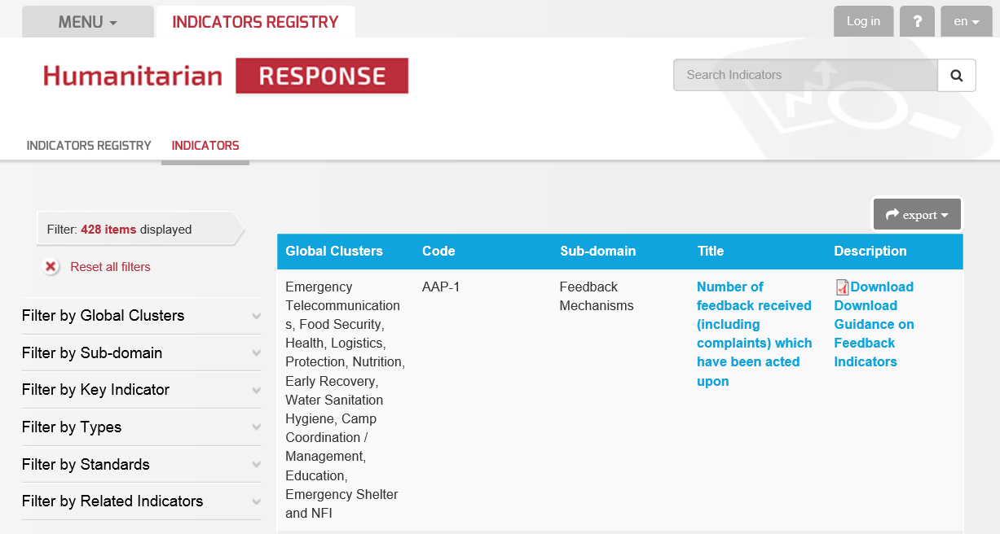 MENU
INDICATORS REGISTRY
Log in
?
en
Humanitarian RESPONSE
Search Indicators
INDICATORS REGISTRY
INDICATORS
Filter: 428 items displayed
Reset all filters
Filter by Global Clusters
Filter by Sub-domain
Filter by Key Indicator
Filter by Types
Filter by Standards
Filter by Related Indicators
export
Global Clusters
Code
Sub-domain
Title
Description
Emergency
Telecommunication
s, Food Security,
Health, Logistics,
Protection, Nutrition,
Early Recovery,
Water Sanitation
Hygiene, Camp
Coordination /
Management,
Education,
Emergency Shelter
and NFI
AAP-1
Feedback
Mechanisms
Number of
feedback received
(including
complaints) which
have been acted
upon
Download
Download
Guidance on
Feedback
Indicators